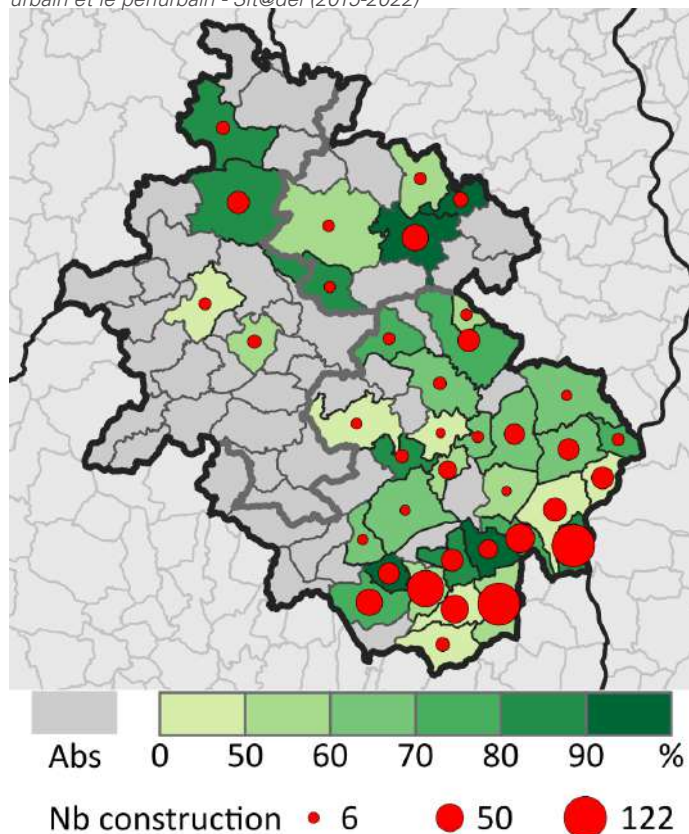 urbain et le périurbain - Sit@del (2015-2022)
Abs 0 50 60 70 80 90 %
Nb construction 6 50 122